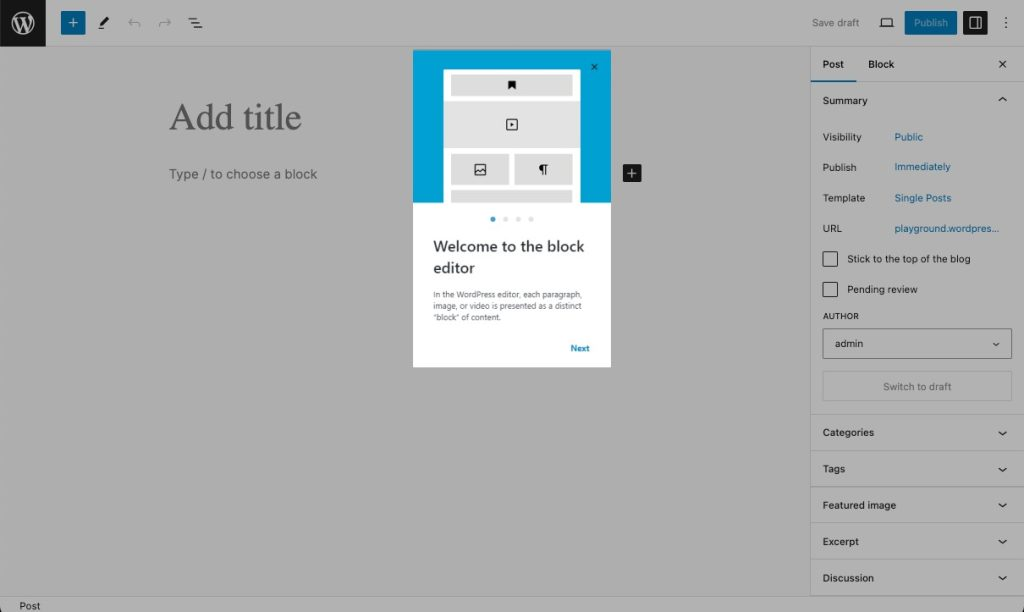 Save draft
Publish
Add title
Type / to choose a block
Welcome to the block
editor
In the WordPress editor, each paragraph,
image, or video is presented as a distinct
“block” of content.
Next
Post Block
Summary
Visibility Public
Publish Immediately
Template Single Posts
URL playground.wordpres...
Stick to the top of the blog
Pending review
AUTHOR
admin
Switch to draft
Categories
Tags
Featured image
Excerpt
Discussion
Post